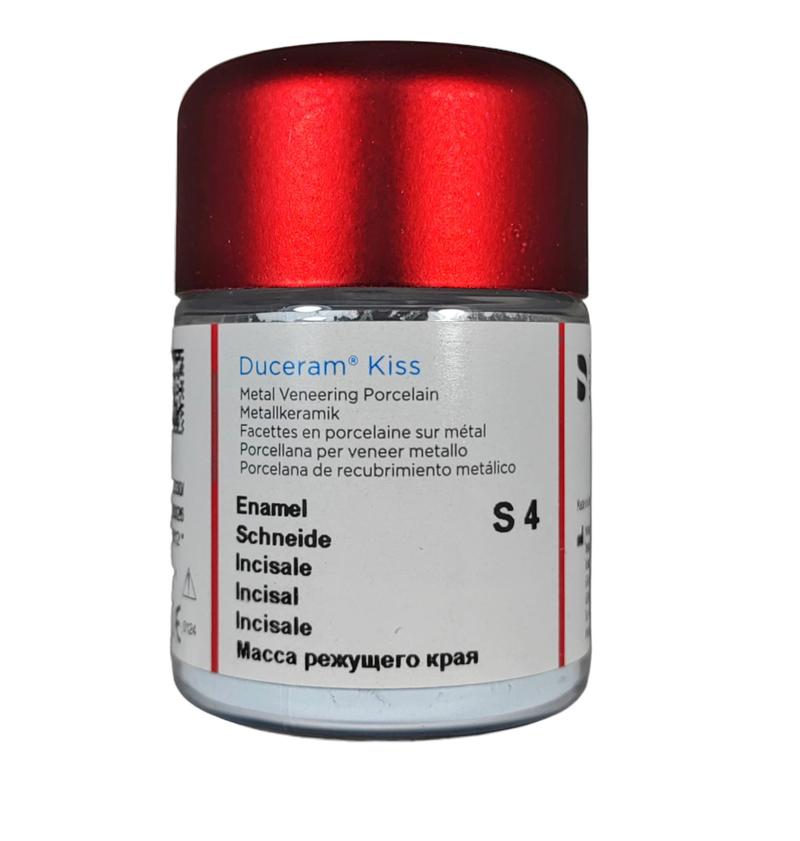 Duceram® Kiss
Metal Veneering Porcelain
Metallkeramik
Facettes en porcelaine sur métal
Porcellana per veneer metallo
Porcelana de recubrimiento metálico
Enamel
S 4
Schneide
Incisale
Incisal
Incisale
Масса режущего края
0124